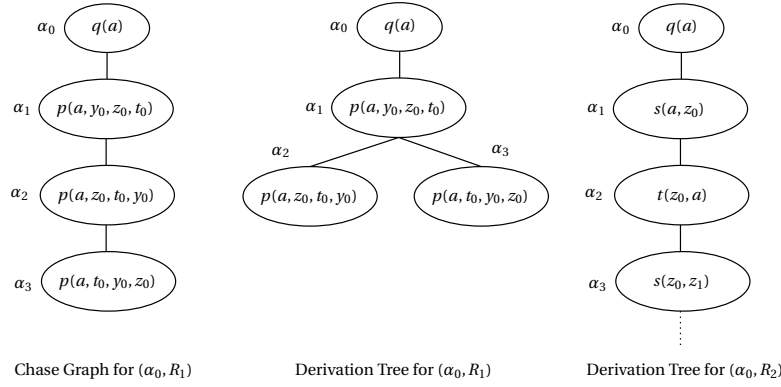 α₀ q(a)
α₁ p(a, y₀, z₀, t₀)
α₂ p(a, z₀, t₀, y₀)
α₃ p(a, t₀, y₀, z₀)
Chase Graph for (α₀, R₁)
α₀ q(a)
α₁ p(a, y₀, z₀, t₀)
α₂ α₃
p(a, z₀, t₀, y₀) p(a, t₀, y₀, z₀)
Derivation Tree for (α₀, R₁)
α₀ q(a)
α₁ s(a, z₀)
α₂ t(z₀, a)
α₃ s(z₀, z₁)
Derivation Tree for (α₀, R₂)